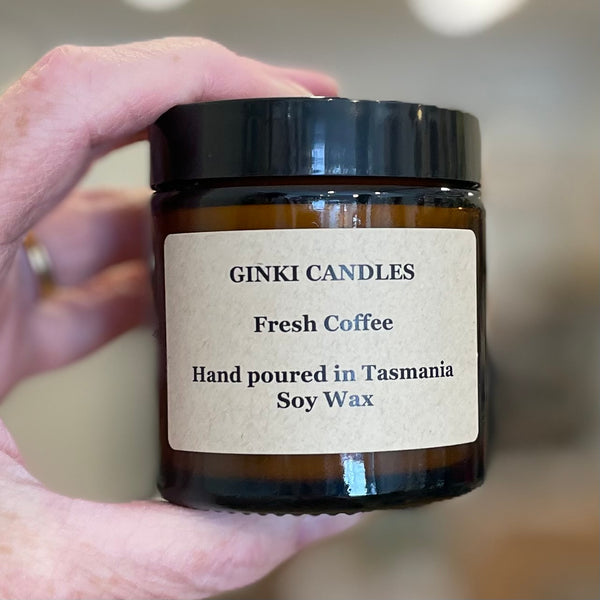 GINKI CANDLES
Fresh Coffee
Hand poured in Tasmania
Soy Wax